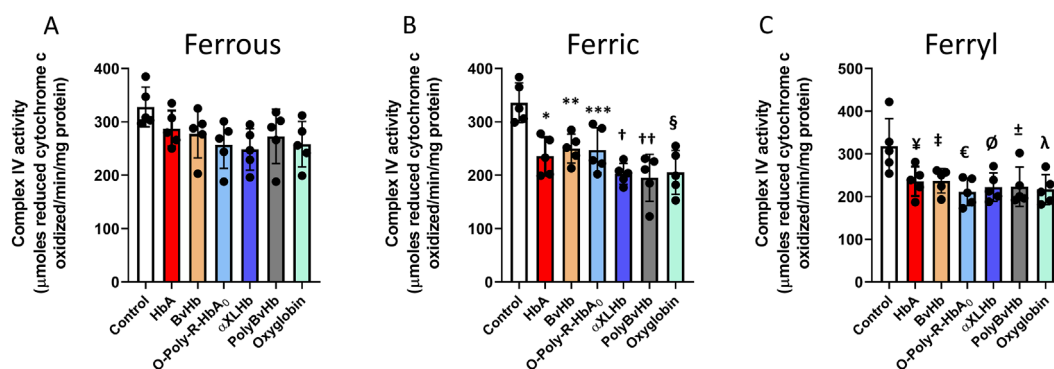 A
Ferrous
Complex IV activity
(μmoles reduced cytochrome c
oxidized/min/mg protein)
400
300
200
100
0
Control
HbA
BvHb
O-Poly-R-HbA₀
αXLHb
PolyBvHb
Oxyglobin
B
Ferric
Complex IV activity
(μmoles reduced cytochrome c
oxidized/min/mg protein)
400
300
200
100
0
*
**
***
†
††
§
Control
HbA
BvHb
O-Poly-R-HbA₀
αXLHb
PolyBvHb
Oxyglobin
C
Ferryl
Complex IV activity
(μmoles reduced cytochrome c
oxidized/min/mg protein)
500
400
300
200
100
0
¥
‡
€
Ø
±
λ
Control
HbA
BvHb
O-Poly-R-HbA₀
αXLHb
PolyBvHb
Oxyglobin